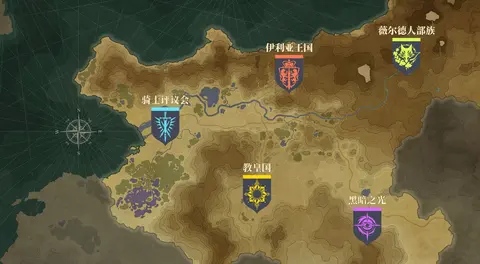 薇尔德人部族
伊利亚王国
骑士评议会
教皇国
黑暗之光